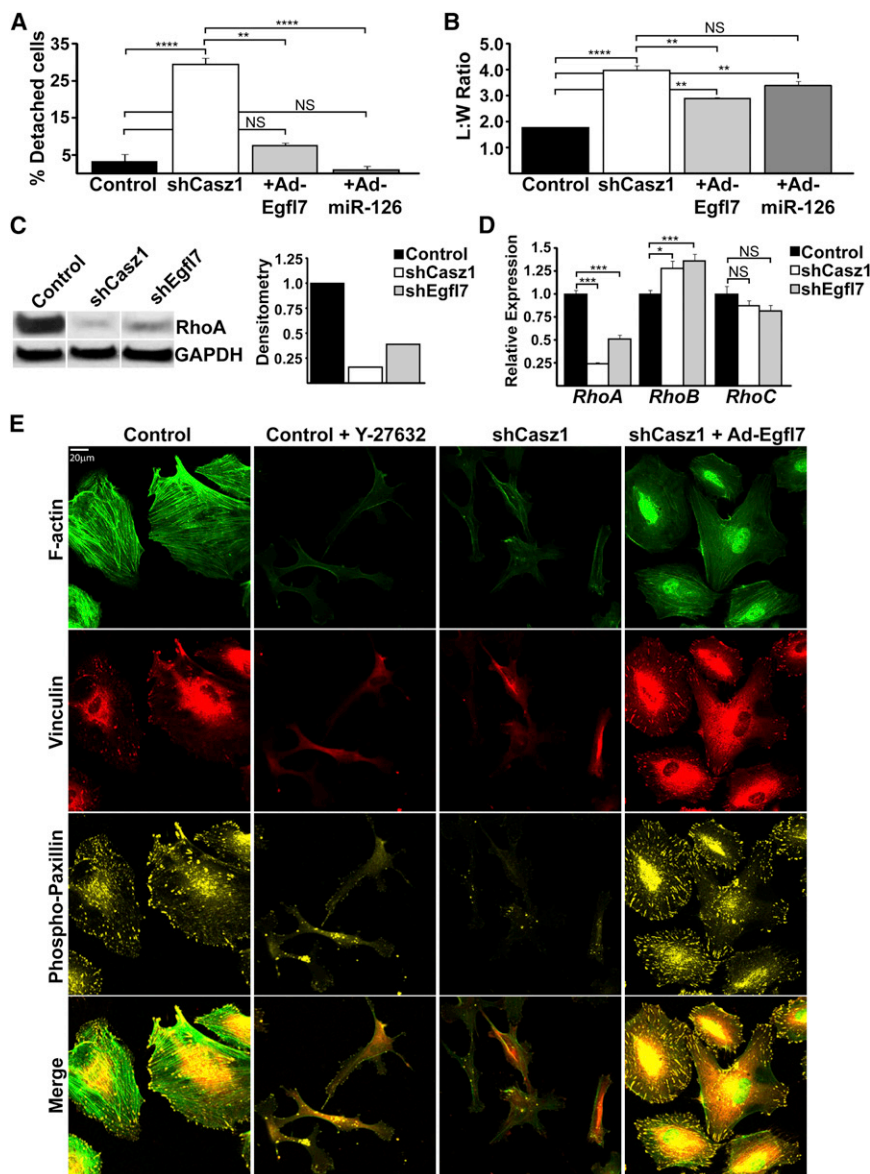 A
% Detached cells
35
25
15
5
****
****
**
NS
NS
Control
shCasz1
+Ad-
Egfl7
+Ad-
miR-126
B
L:W Ratio
5.0
4.0
3.0
2.0
1.0
NS
**
****
**
**
Control
shCasz1
+Ad-
Egfl7
+Ad-
miR-126
C
Control
shCasz1
shEgfl7
RhoA
GAPDH
Densitometry
1.0
0.75
0.5
0.25
Control
shCasz1
shEgfl7
D
Relative Expression
1.5
1.25
1.0
0.75
0.5
0.25
***
***
***
*
NS
NS
Control
shCasz1
shEgfl7
RhoA
RhoB
RhoC
E
Control
Control + Y-27632
shCasz1
shCasz1 + Ad-Egfl7
20μm
F-actin
Vinculin
Phospho-Paxillin
Merge